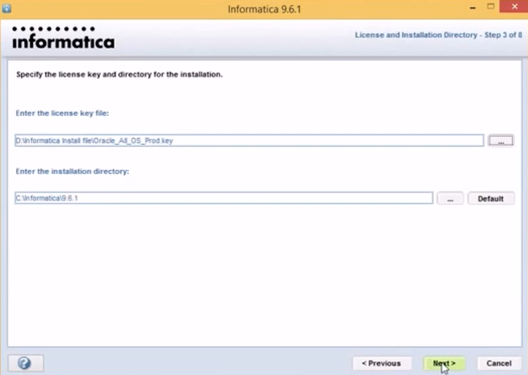 Informatica 9.6.1
informatica
License and Installation Directory - Step 3 of 8
Specify the license key and directory for the installation.
Enter the license key file:
D:\Informatica Install file\Oracle_All_OS_Prod.key
...
Enter the installation directory:
C:\Informatica\9.6.1
...
Default
?
< Previous
Next >
Cancel